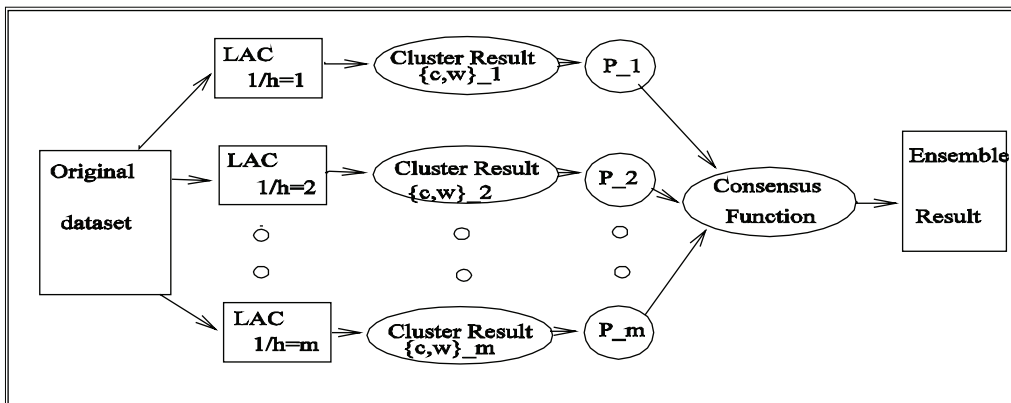 Original
dataset
LAC
1/h=1
Cluster Result
{c,w}_1
P_1
LAC
1/h=2
Cluster Result
{c,w}_2
P_2
LAC
1/h=m
Cluster Result
{c,w}_m
P_m
Consensus
Function
Ensemble
Result